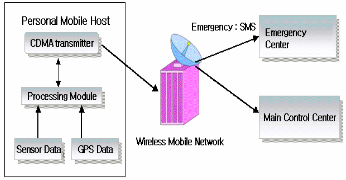 Personal Mobile Host
CDMA transmitter
Processing Module
Sensor Data
GPS Data
Wireless Mobile Network
Emergency : SMS
Emergency
Center
Main Control Center